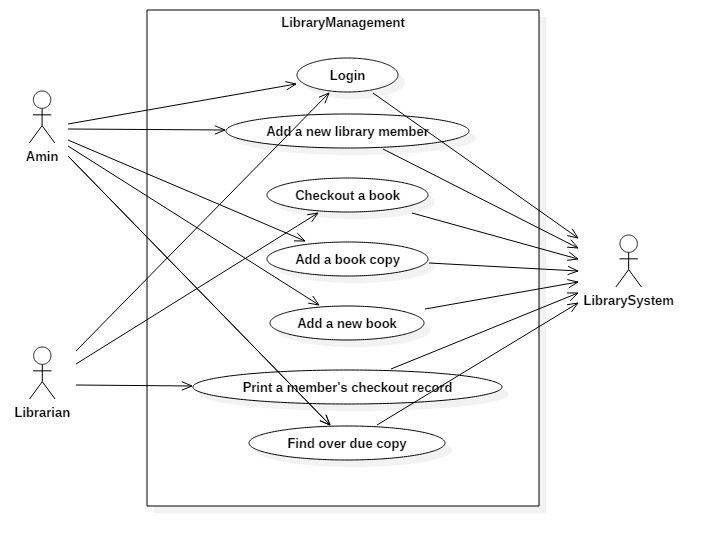 LibraryManagement
Login
Add a new library member
Amin
Checkout a book
Add a book copy
LibrarySystem
Add a new book
Print a member's checkout record
Librarian
Find over due copy